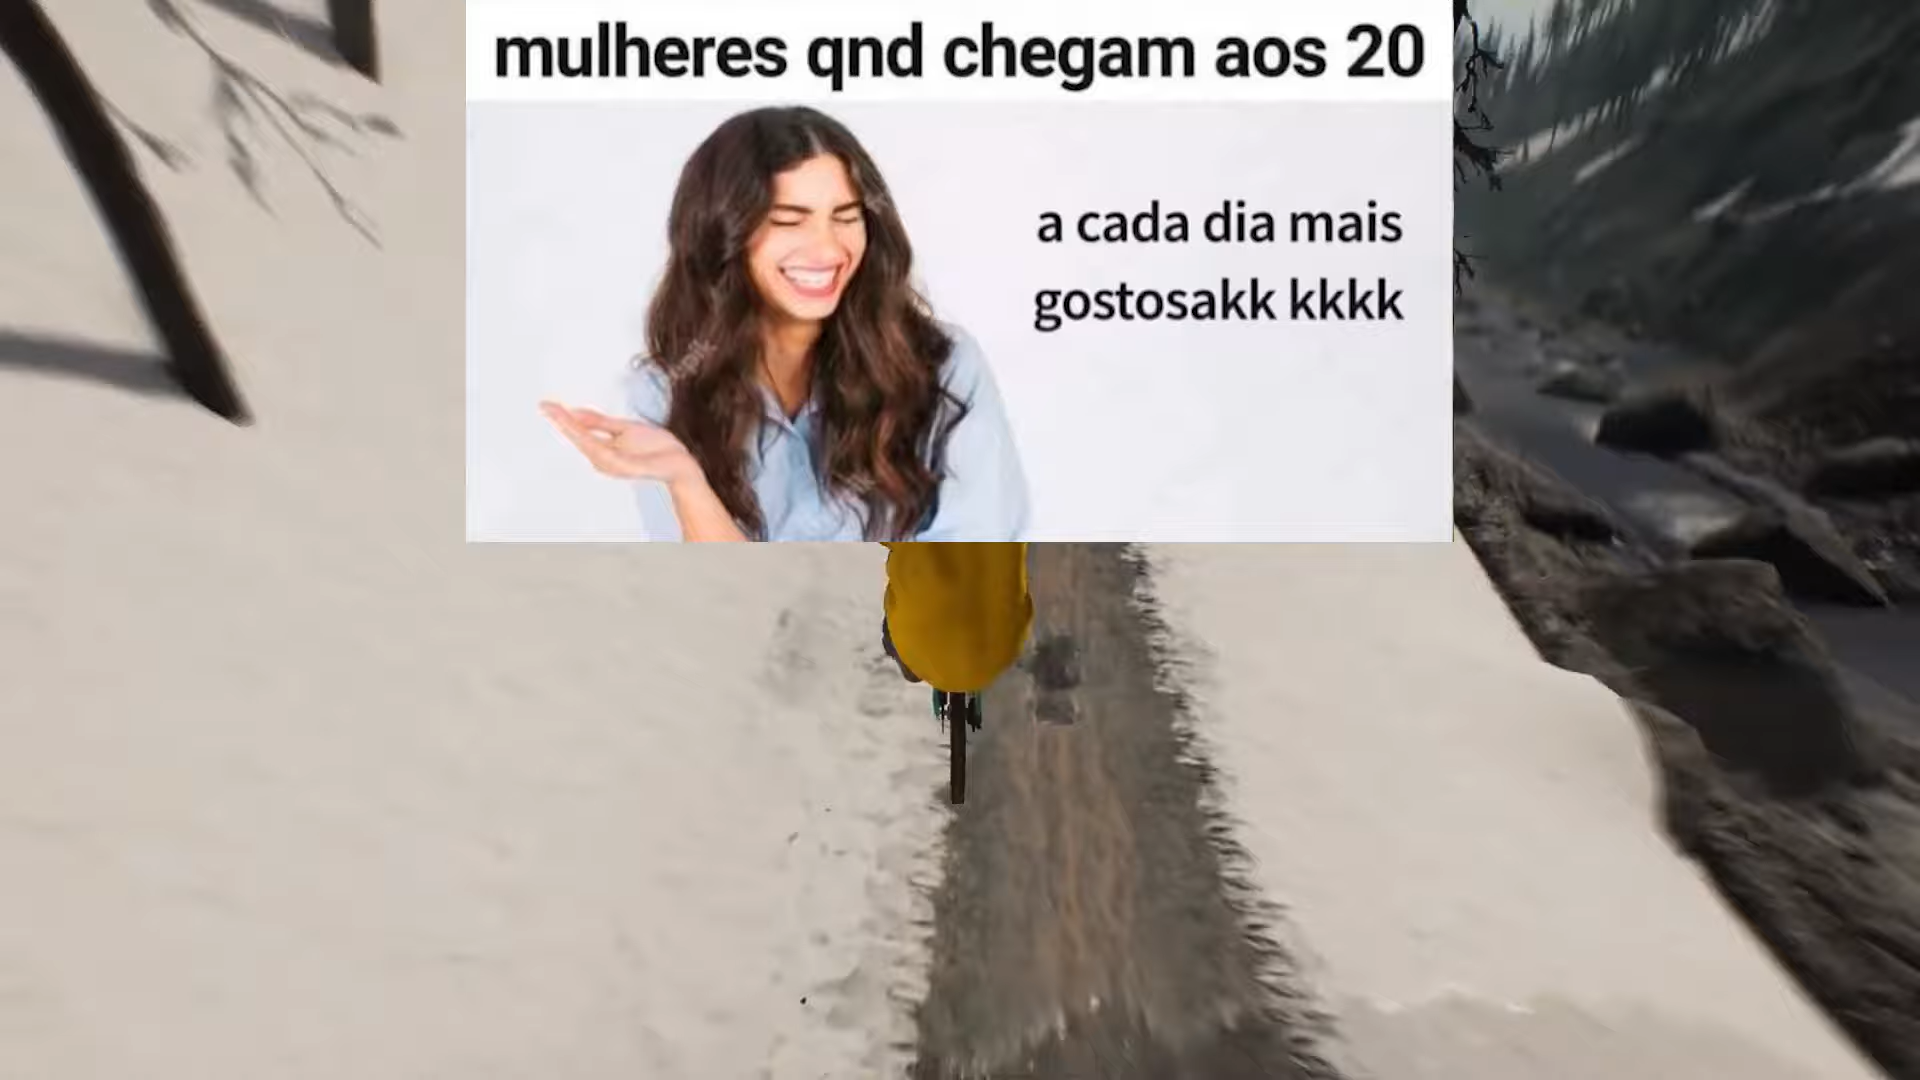 mulheres qnd chegam aos 20
a cada dia mais
gostosakk kkkk